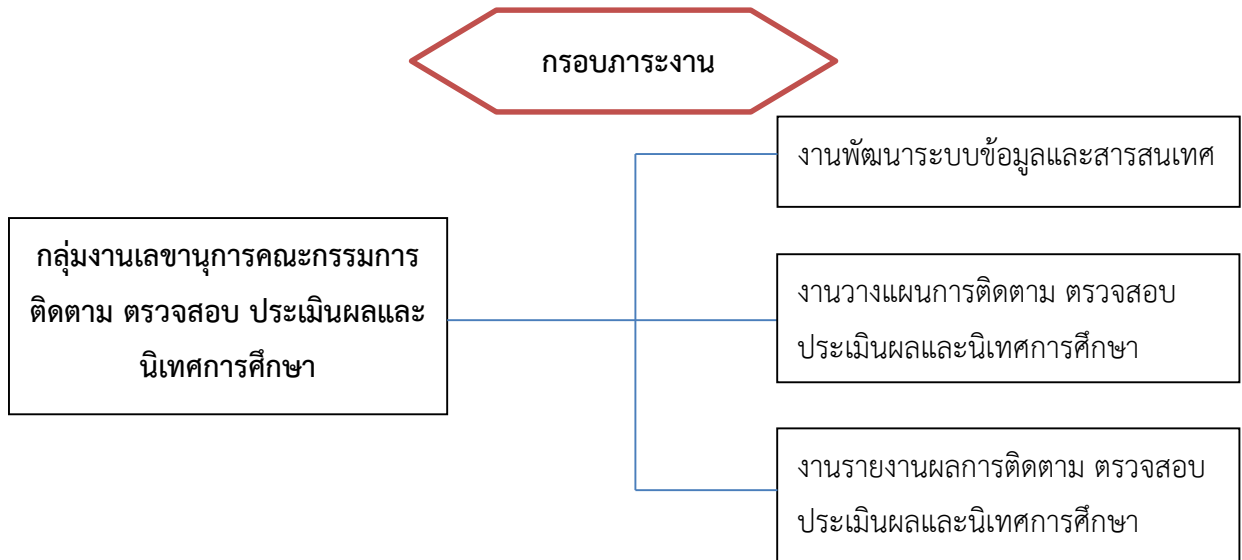 กรอบภาระงาน
กลุ่มงานเลขานุการคณะกรรมการ
ติดตาม ตรวจสอบ ประเมินผลและ
นิเทศการศึกษา
งานพัฒนาระบบข้อมูลและสารสนเทศ
งานวางแผนการติดตาม ตรวจสอบ
ประเมินผลและนิเทศการศึกษา
งานรายงานผลการติดตาม ตรวจสอบ
ประเมินผลและนิเทศการศึกษา